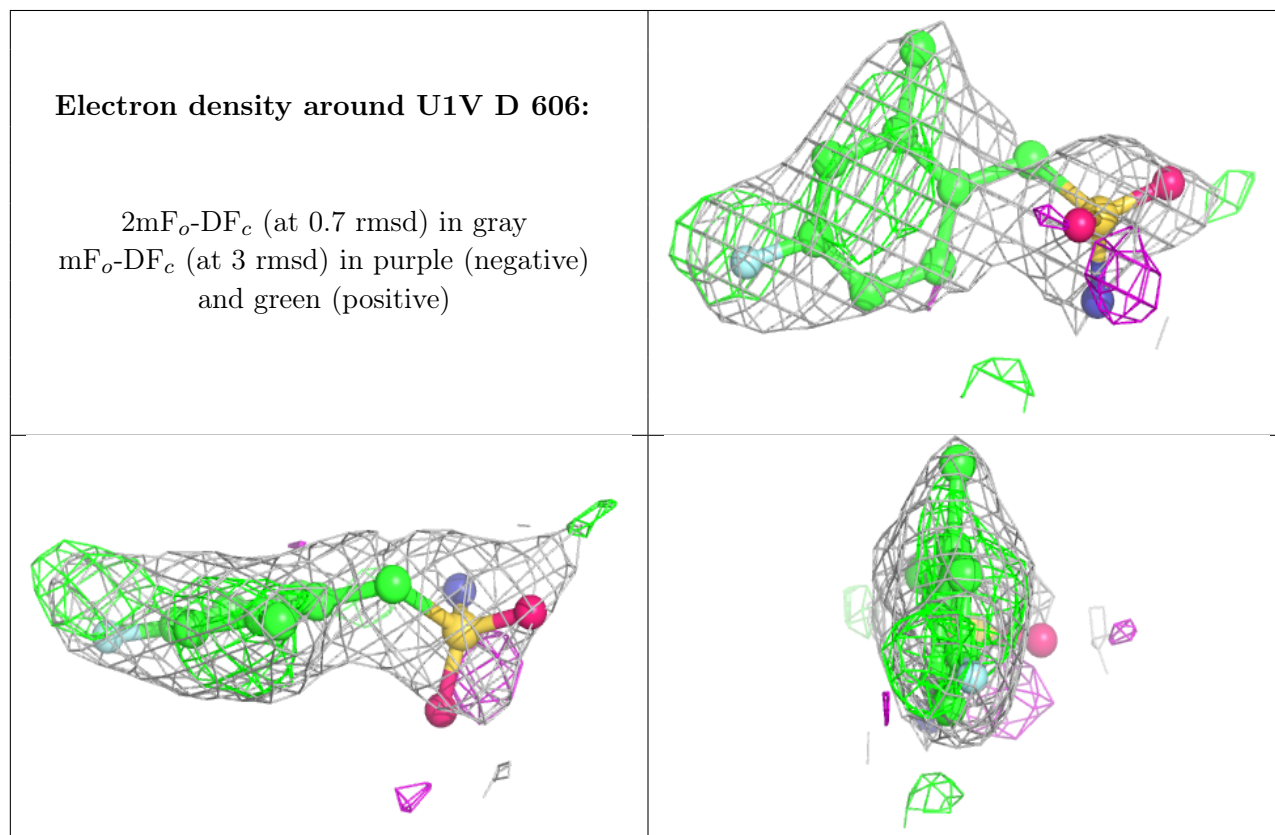 Electron density around U1V D 606:
2mFo-DFc (at 0.7 rmsd) in gray
mFo-DFc (at 3 rmsd) in purple (negative)
and green (positive)